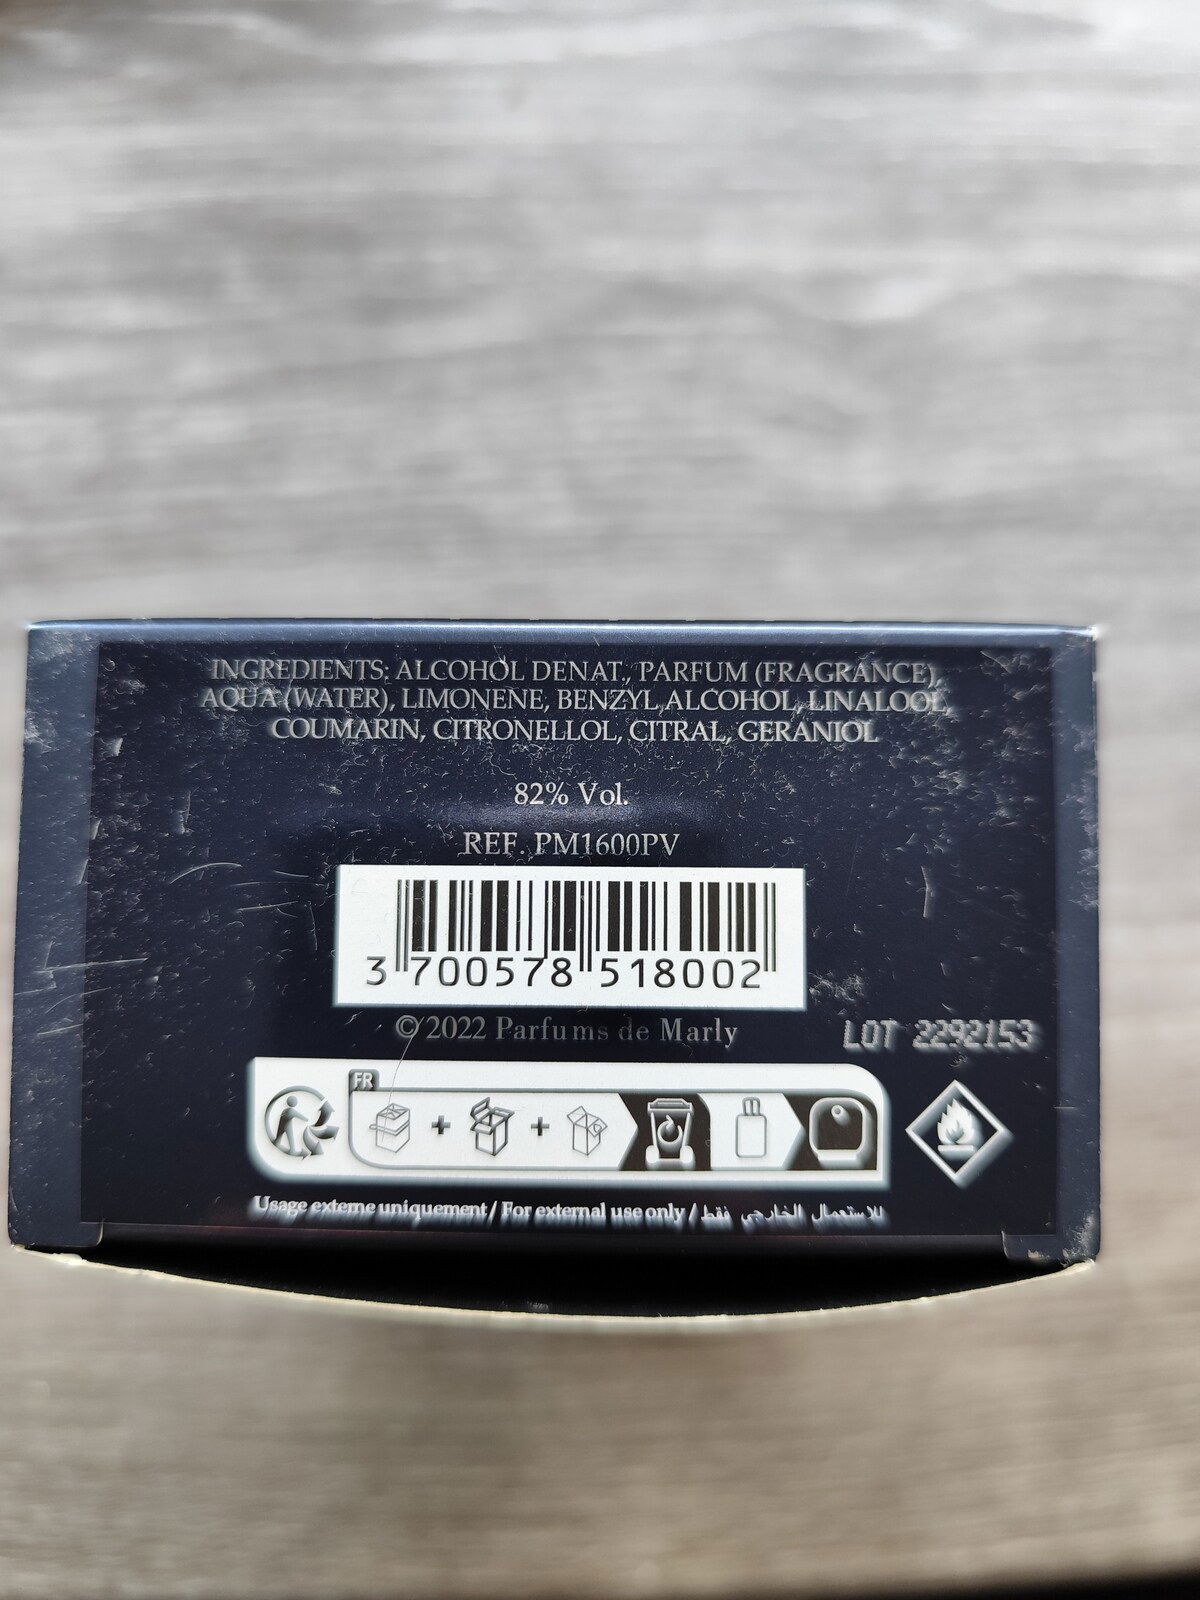 INGREDIENTS: ALCOHOL DENAT., PARFUM (FRAGRANCE),
AQUA (WATER), LIMONENE, BENZYL ALCOHOL, LINALOOL,
COUMARIN, CITRONELLOL, CITRAL, GERANIOL
82% Vol.
REF. PM1600PV
3 700578 518002
© 2022 Parfums de Marly
LOT 2292153
FR
+ +
Usage externe uniquement / For external use only / للاستعمال الخارجي فقط